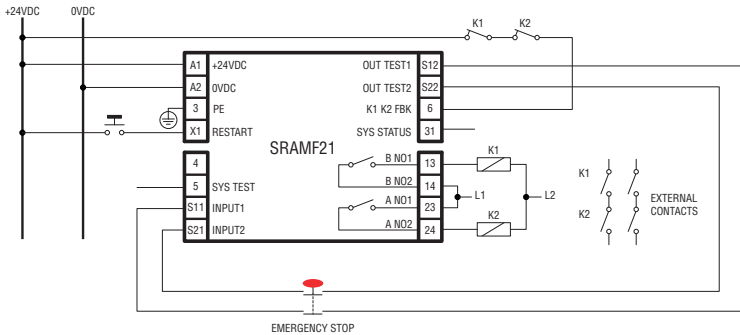 +24VDC 0VDC
K1 K2
A1 +24VDC OUT TEST1 S12
A2 0VDC OUT TEST2 S22
3 PE K1 K2 FBK 6
X1 RESTART SYS STATUS 31
SRAMF21
4 B NO1 13 K1
5 SYS TEST B NO2 14 L1 L2
S11 INPUT1 A NO1 23
S21 INPUT2 A NO2 24 K2
K1
K2
EXTERNAL
CONTACTS
EMERGENCY STOP